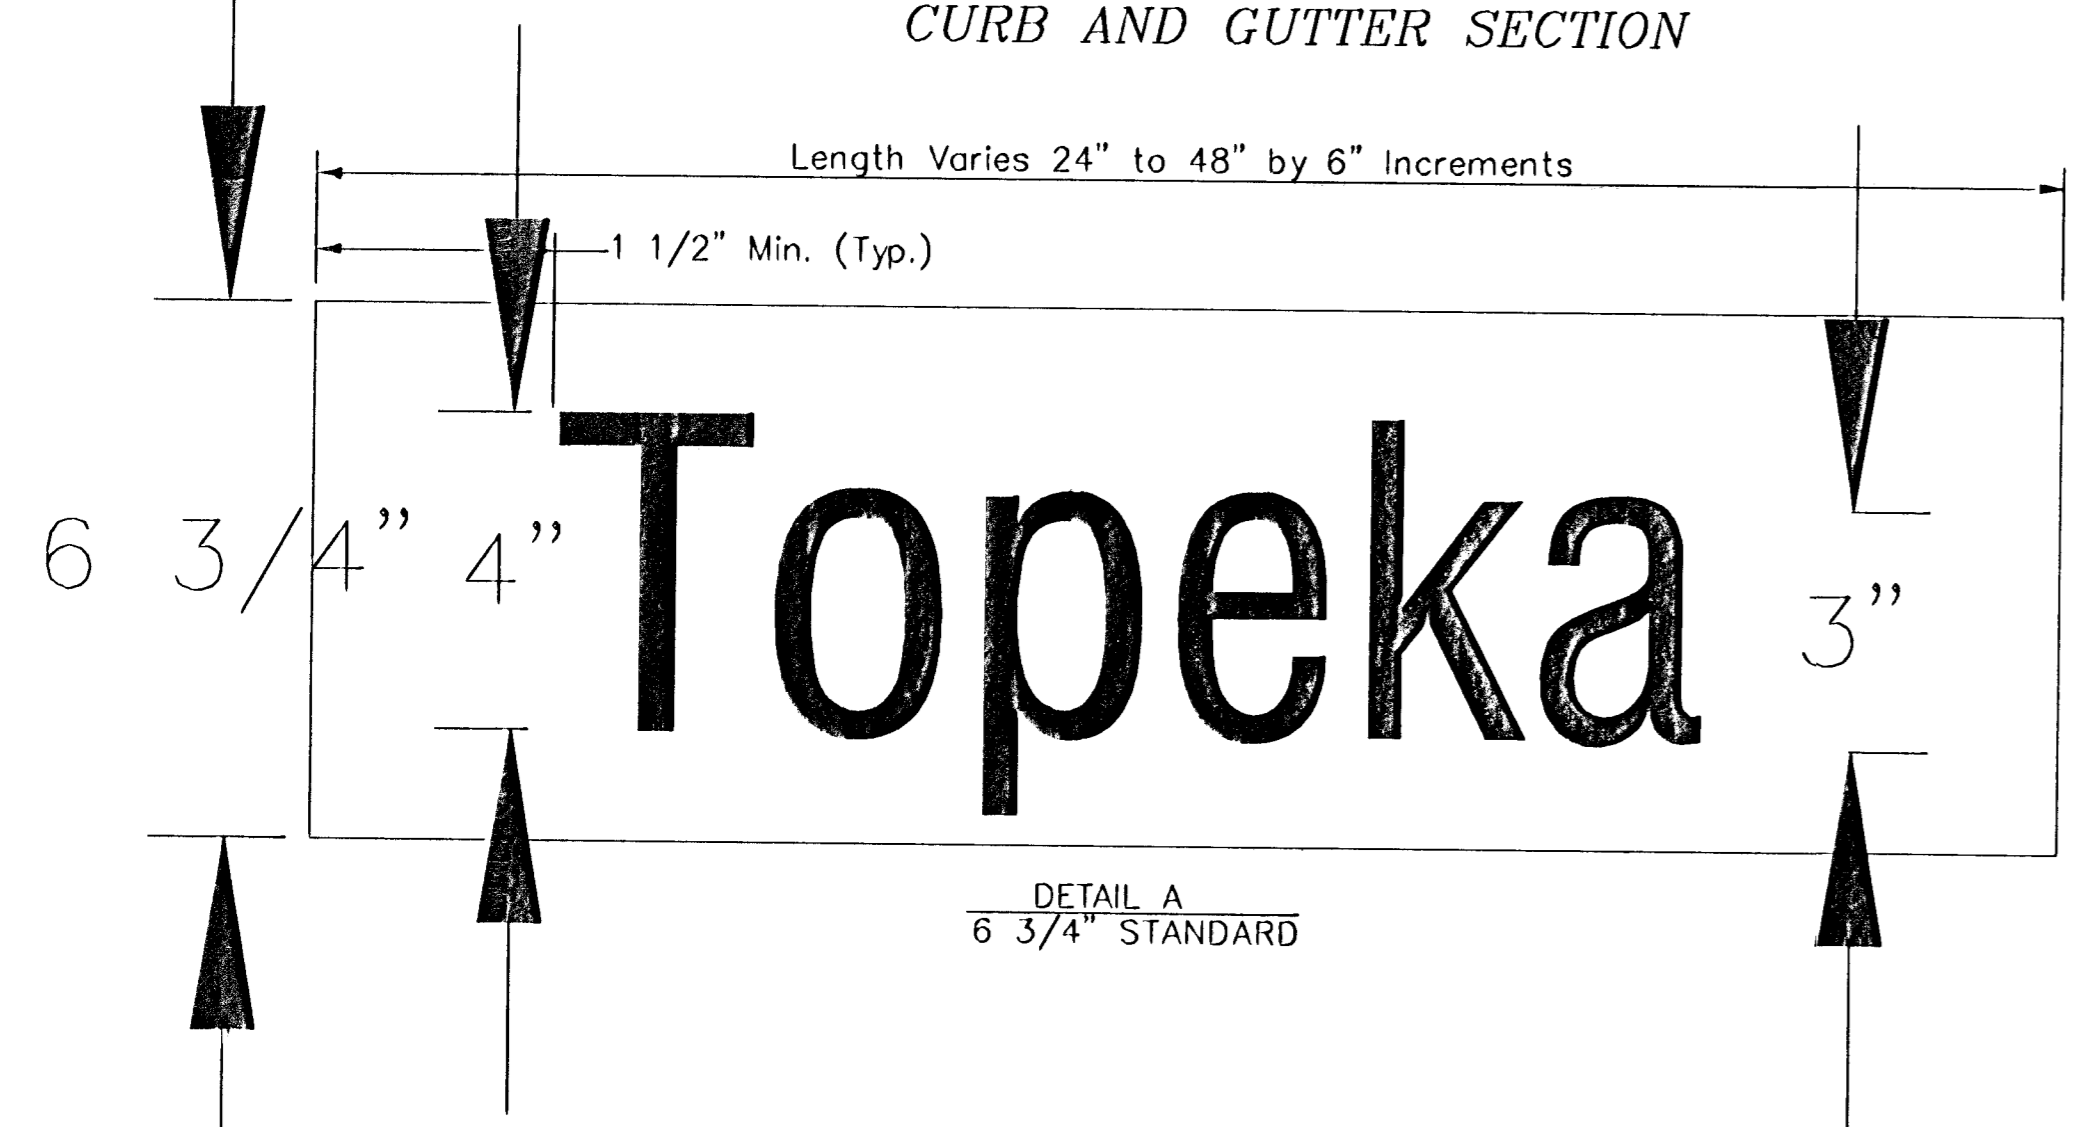 CURB AND GUTTER SECTION
Length Varies 24" to 48" by 6" Increments
1 1/2" Min. (Typ.)
6 3/4"
4"
Topeka
3"
DETAIL A
6 3/4" STANDARD